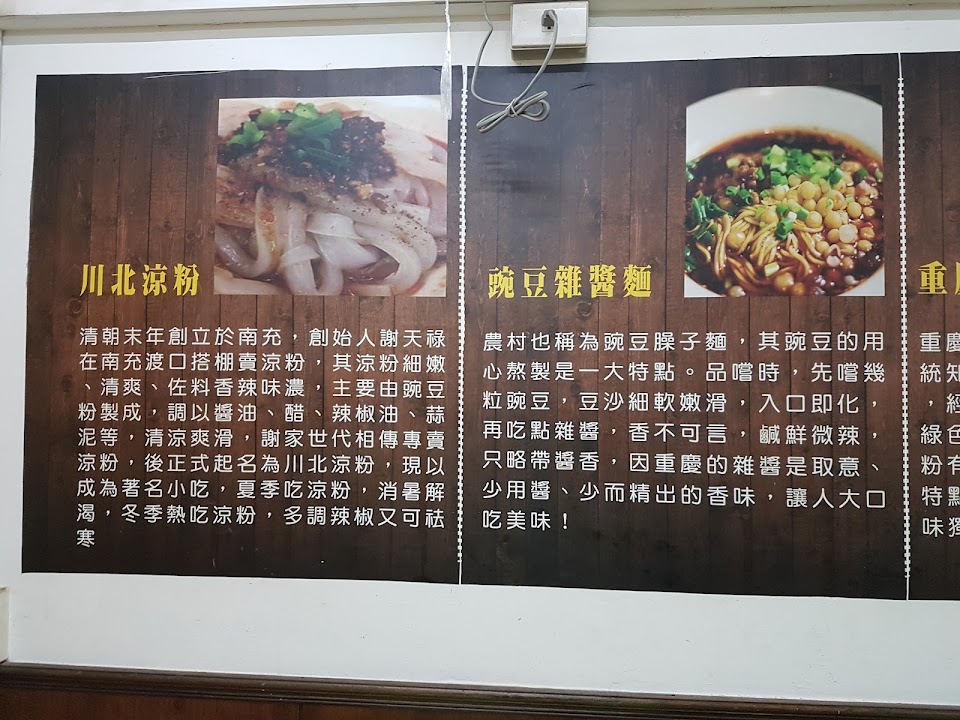 川北涼粉
清朝末年創立於南充，創始人謝天祿
在南充渡口搭棚賣涼粉，其涼粉細嫩
、清爽、佐料香辣味濃，主要由豌豆
粉製成，調以醬油、醋、辣椒油、蒜
泥等，清涼爽滑，謝家世代相傳專賣
涼粉，後正式起名為川北涼粉，現以
成為著名小吃，夏季吃涼粉，消暑解
渴，冬季熱吃涼粉，多調辣椒又可祛
寒
豌豆雜醬麵
農村也稱為豌豆臊子麵，其豌豆的用
心熬製是一大特點。品嚐時，先嚐幾
粒豌豆，豆沙細軟嫩滑，入口即化，
再吃點雜醬，香不可言，鹹鮮微辣，
只略帶醬香，因重慶的雜醬是取意、
少用醬、少而精出的香味，讓人大口
吃美味！
重
重慶
統知
，經
綠色
粉有
特點
味獨